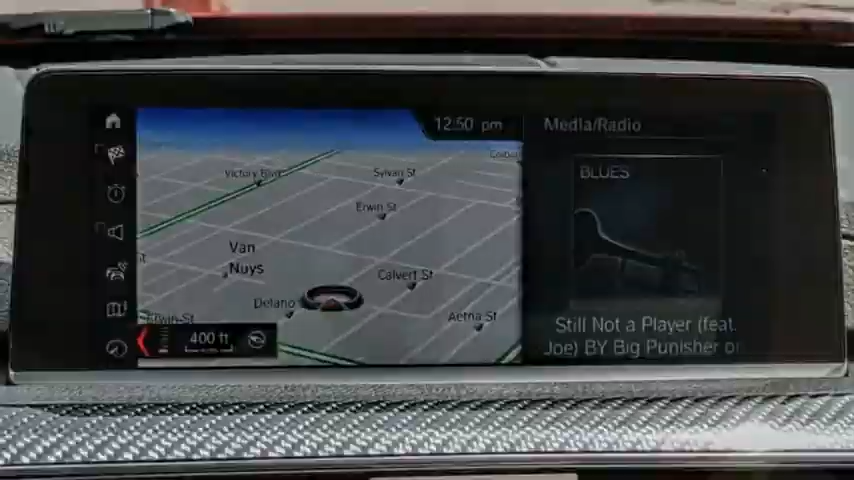 12:50 pm
Media/Radio
Victory Blvd
Sylvan St
BLUES
Erwin St
Van
Nuys
Calvert St
Delano
Aetna St
Erwin St
400 ft
Still Not a Player (feat.
Joe) BY Big Punisher